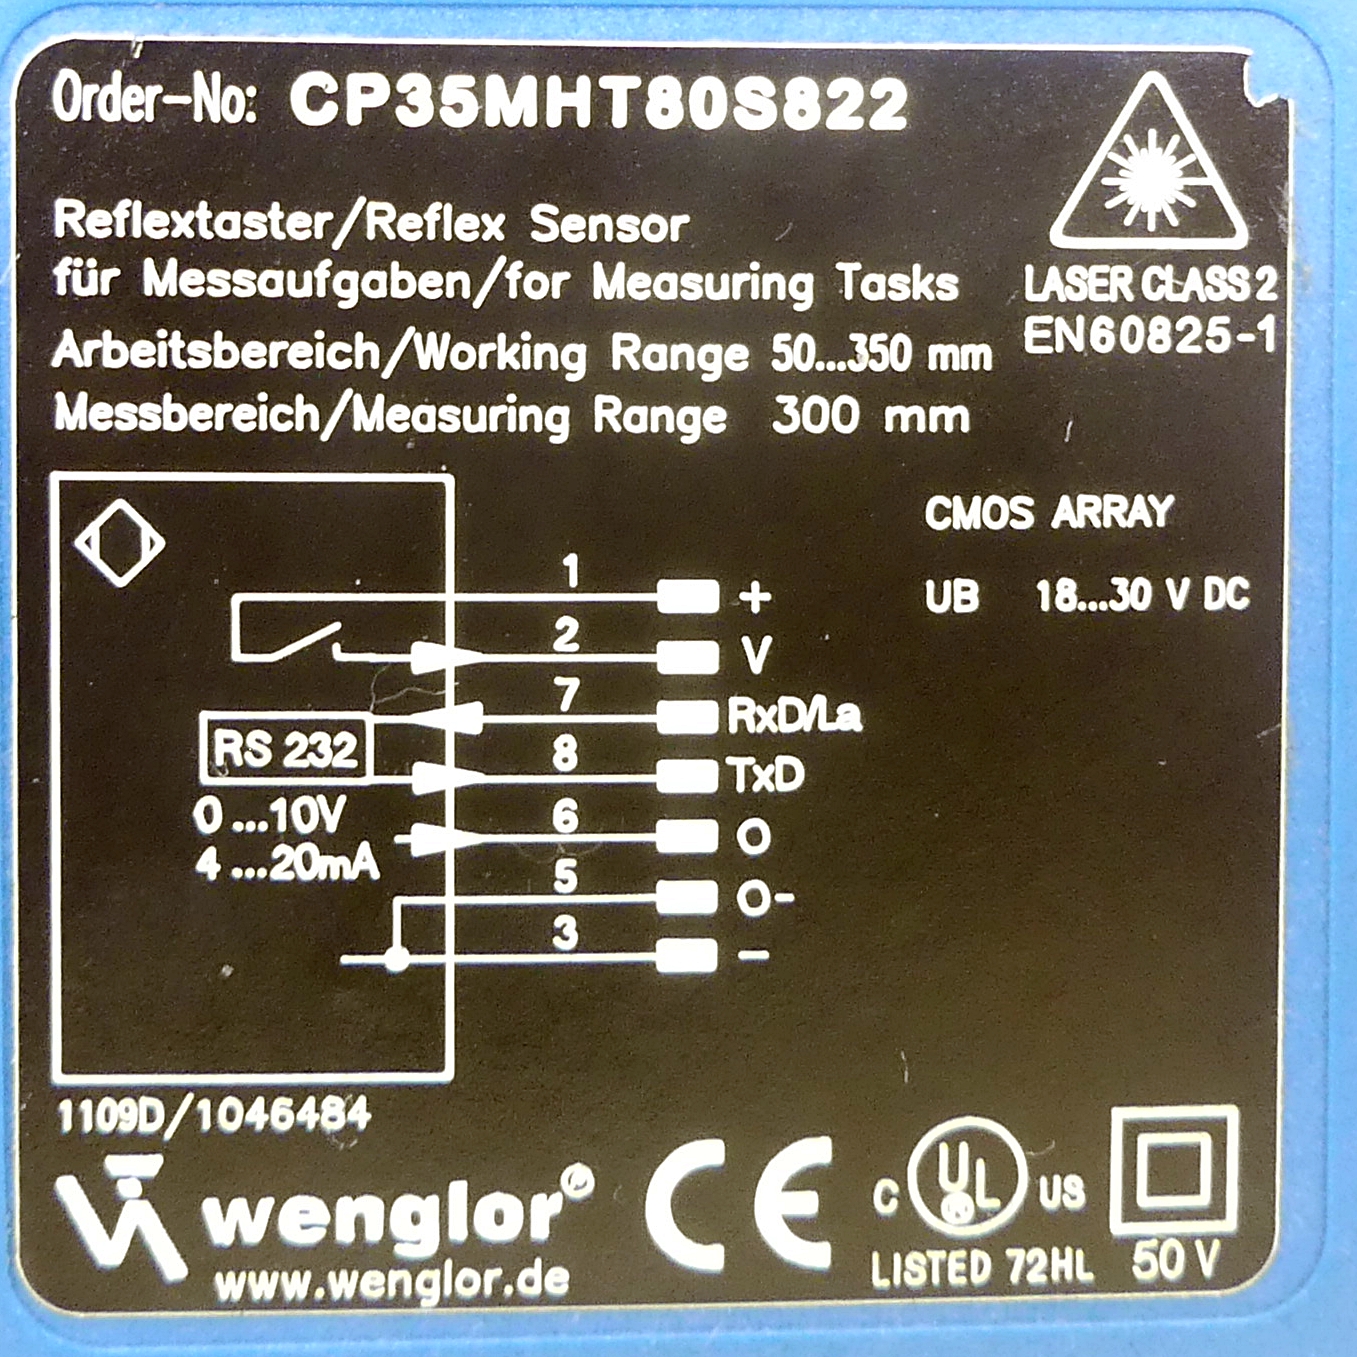 Order-No: CP35MHT80S822
Reflextaster/Reflex Sensor
für Messaufgaben/for Measuring Tasks
Arbeitsbereich/Working Range 50...350 mm
Messbereich/Measuring Range 300 mm
LASER CLASS 2
EN60825-1
CMOS ARRAY
UB 18...30 V DC
1 +
2 V
7 RxD/La
RS 232
8 TxD
0 ...10V
6 O
4 ...20mA
5 O-
3 -
1109D/1046484
wenglor®
www.wenglor.de
CE
C UL® US
LISTED 72HL
50 V